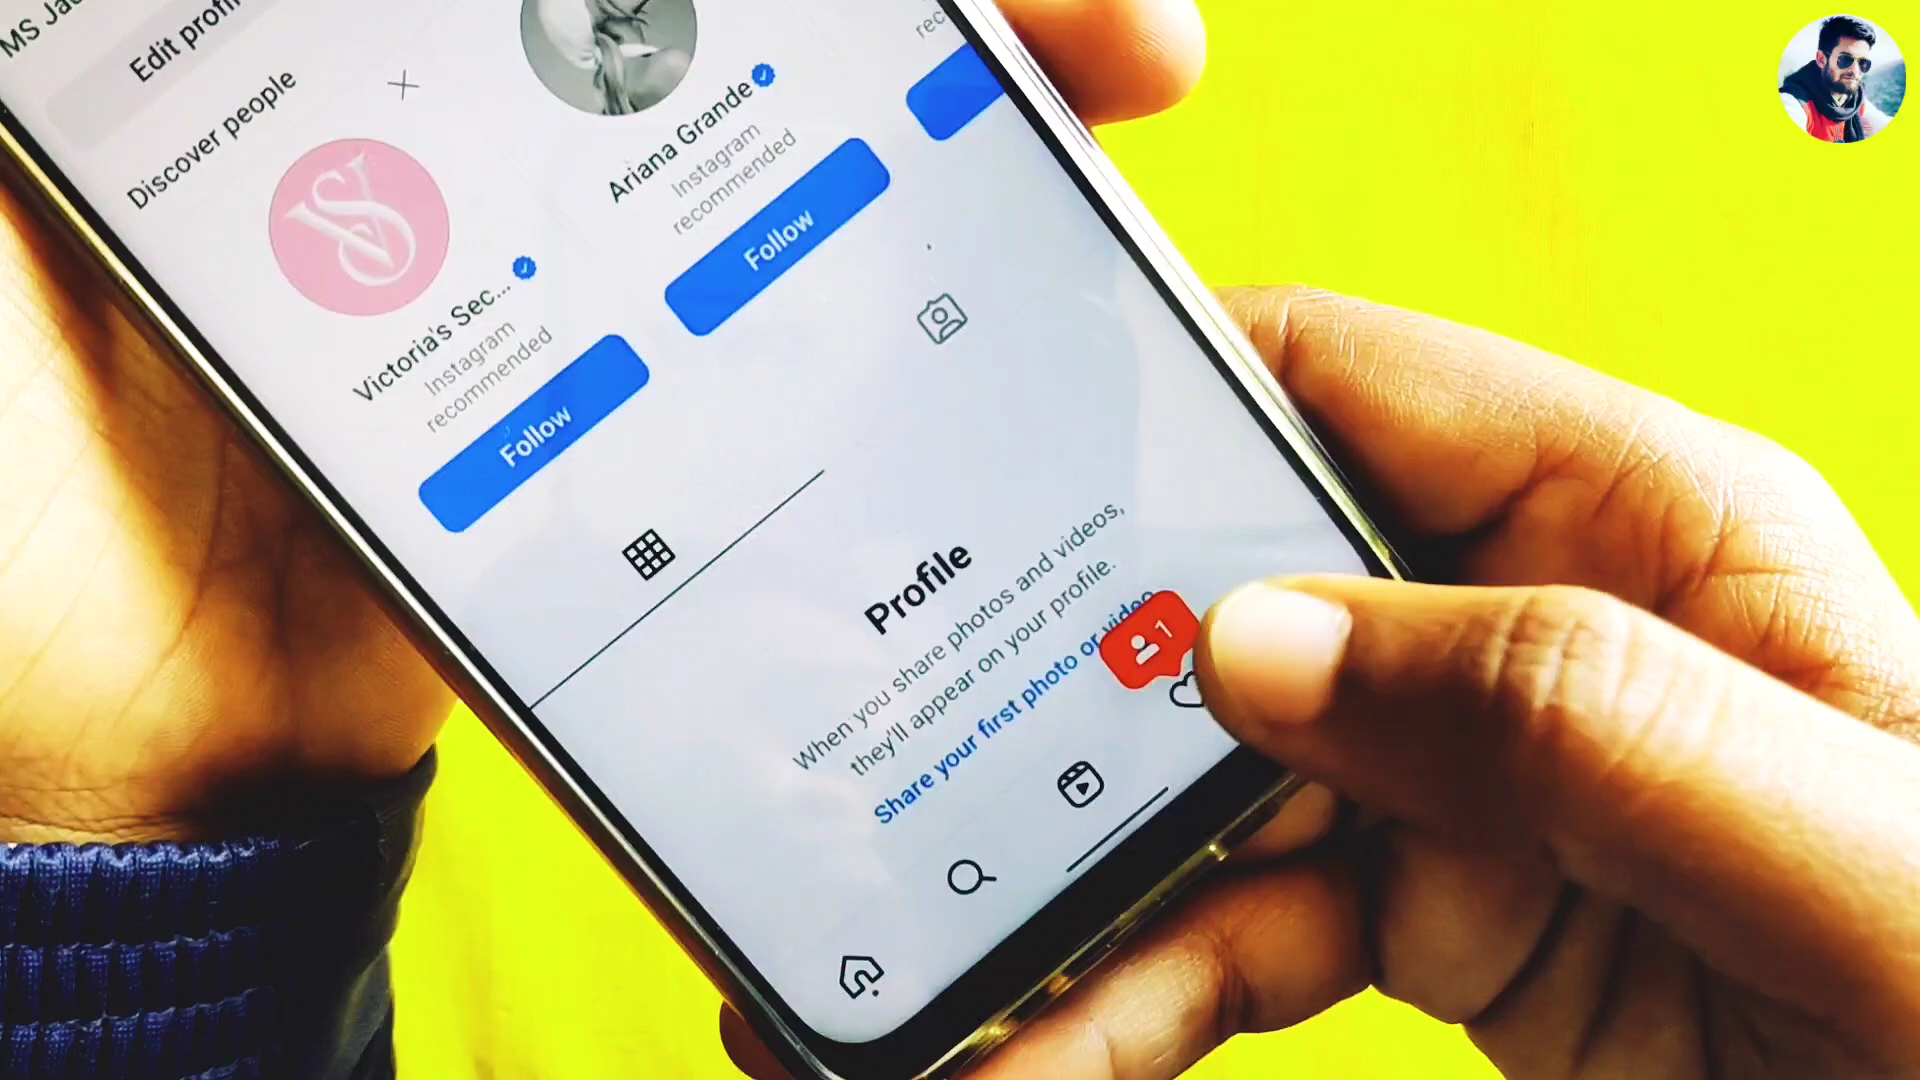 Edit
Discover people
Ariana Grande
Instagram
recommended
Follow
VS
Victoria's Sec...
Instagram
recommended
Follow
Profile
When you share photos and videos,
they'll appear on your profile.
Share your first photo or video
1